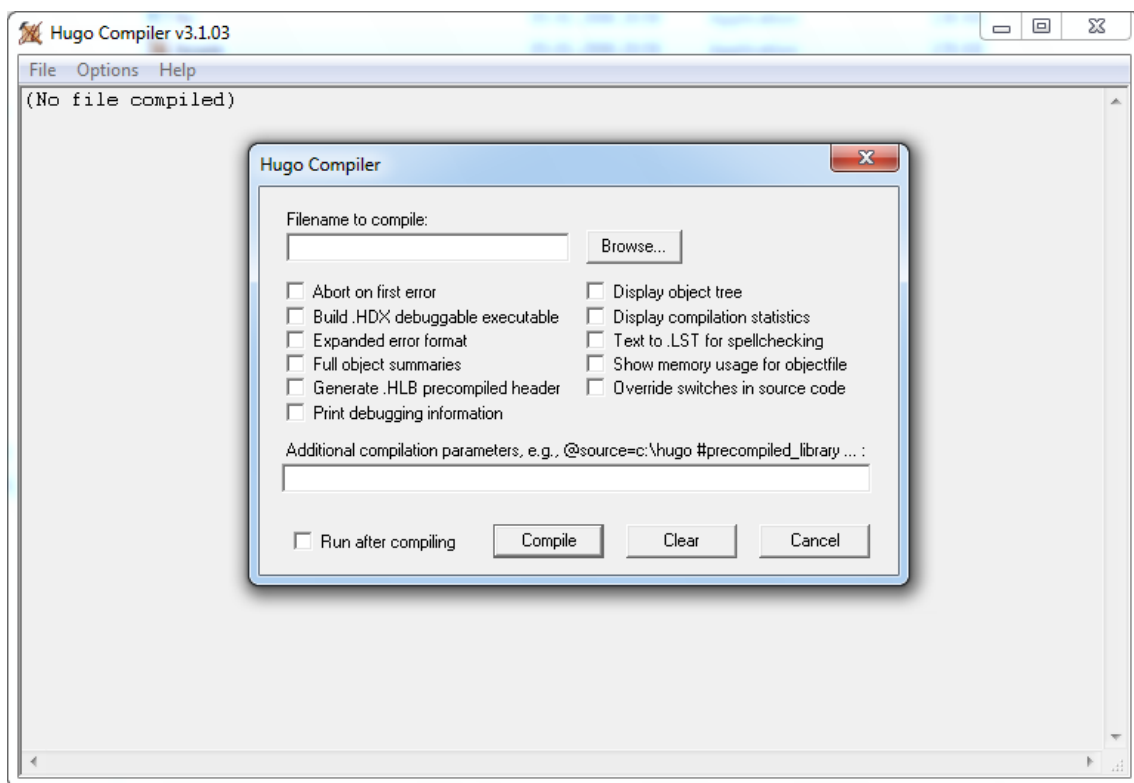 Hugo Compiler v3.1.03
File Options Help
(No file compiled)
Hugo Compiler
Filename to compile:
Browse...
Abort on first error
Display object tree
Build .HDX debuggable executable
Display compilation statistics
Expanded error format
Text to .LST for spellchecking
Full object summaries
Show memory usage for objectfile
Generate .HLB precompiled header
Override switches in source code
Print debugging information
Additional compilation parameters, e.g., @source=c:\hugo #precompiled_library ... :
Run after compiling
Compile
Clear
Cancel